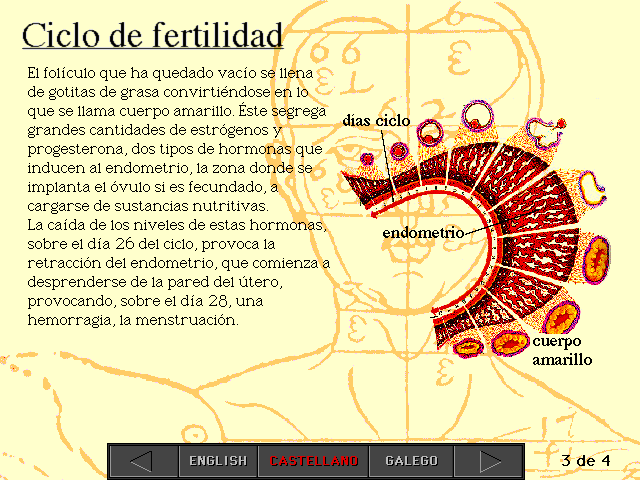 Ciclo de fertilidad
El folículo que ha quedado vacío se llena
de gotitas de grasa convirtiéndose en lo
que se llama cuerpo amarillo. Éste segrega
grandes cantidades de estrógenos y
progesterona, dos tipos de hormonas que
inducen al endometrio, la zona donde se
implanta el óvulo si es fecundado, a
cargarse de sustancias nutritivas.
La caída de los niveles de estas hormonas,
sobre el día 26 del ciclo, provoca la
retracción del endometrio, que comienza a
desprenderse de la pared del útero,
provocando, sobre el día 28, una
hemorragia, la menstruación.
días ciclo
endometrio
cuerpo
amarillo
ENGLISH
CASTELLANO
GALEGO
3 de 4